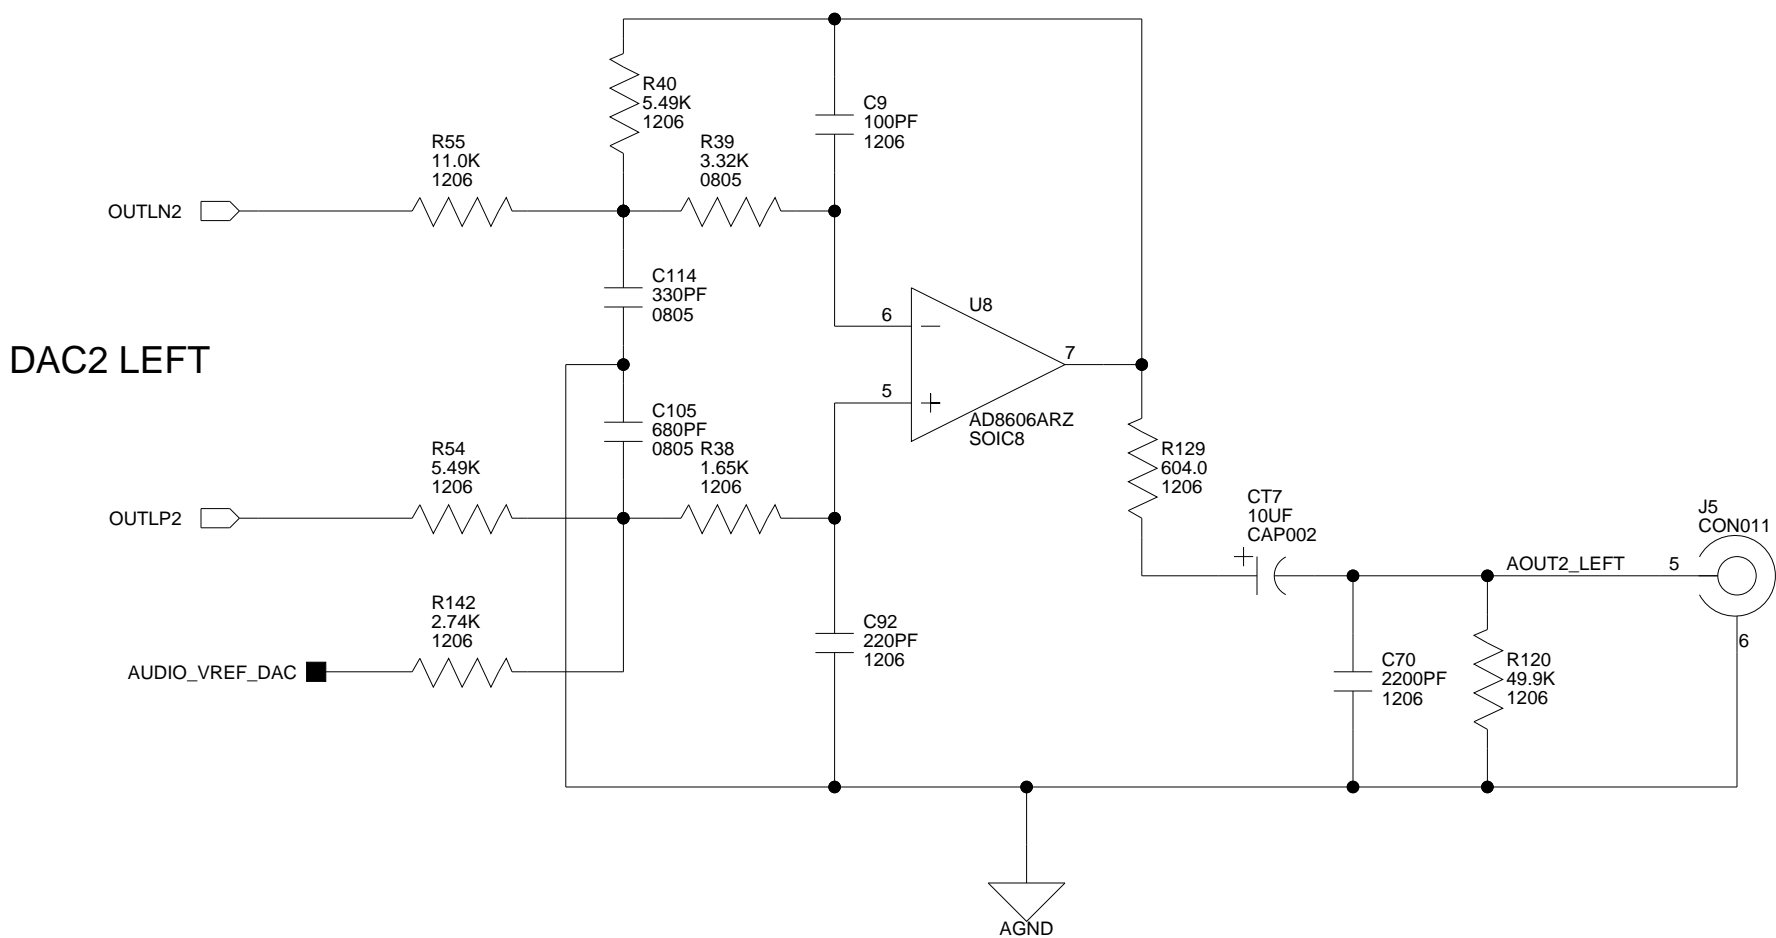 R40
5.49K
1206
C9
100PF
1206
R55
11.0K
1206
R39
3.32K
0805
OUTLN2
C114
330PF
0805
U8
6
7
5
AD8606ARZ
SOIC8
DAC2 LEFT
C105
680PF
0805
R54
5.49K
1206
R38
1.65K
1206
OUTLP2
R129
604.0
1206
CT7
10UF
CAP002
J5
CON011
AOUT2_LEFT
5
6
R142
2.74K
1206
AUDIO_VREF_DAC
C92
220PF
1206
C70
2200PF
1206
R120
49.9K
1206
AGND